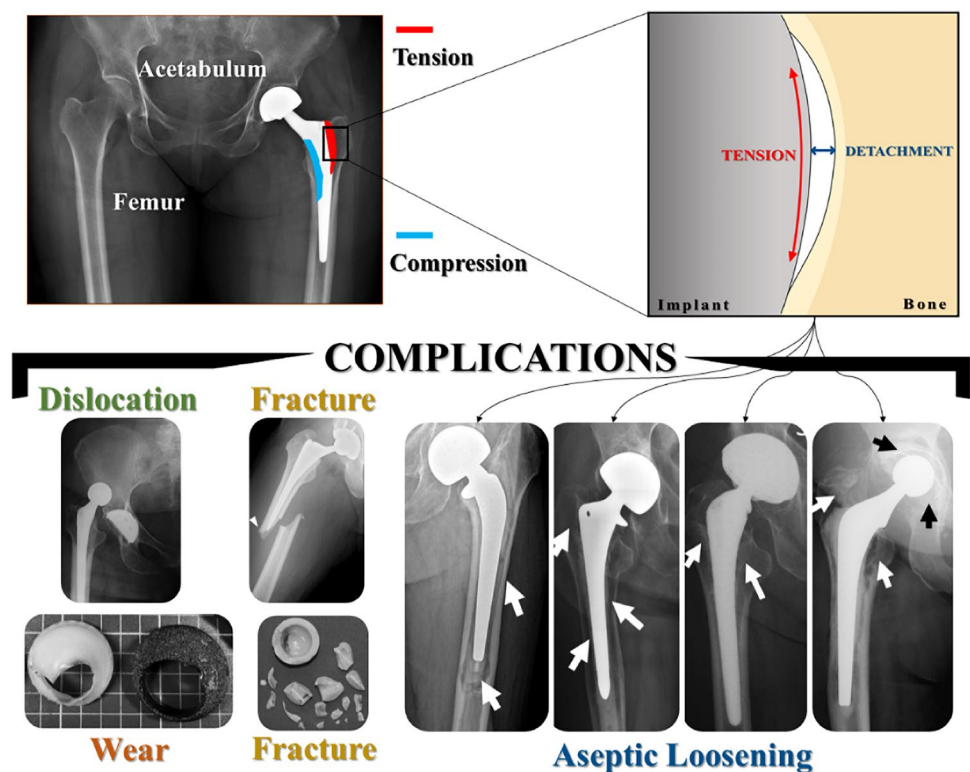 Acetabulum
Femur
Tension
Compression
TENSION
DETACHMENT
Implant
Bone
COMPLICATIONS
Dislocation
Fracture
Wear
Fracture
Aseptic Loosening